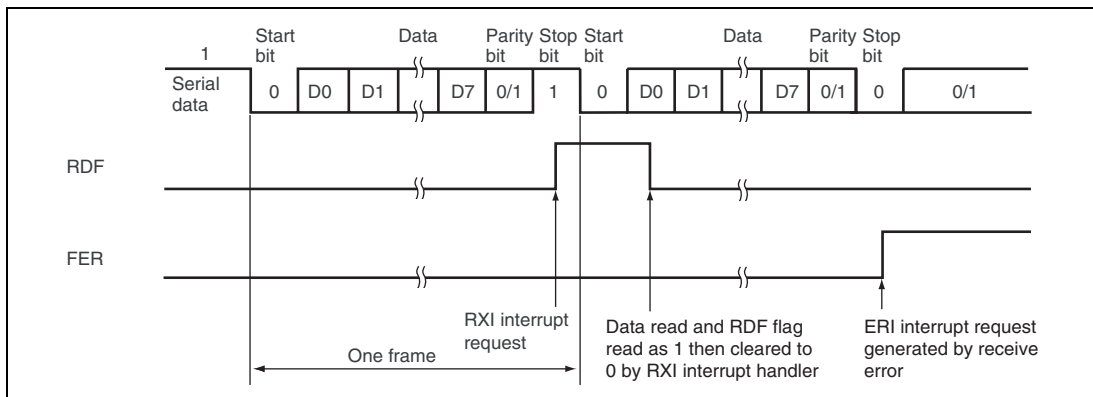 Start bit
Data
Parity bit
Stop bit
Start bit
Data
Parity bit
Stop bit
1
Serial data
0
D0
D1
D7
0/1
1
0
D0
D1
D7
0/1
0
0/1
RDF
FER
RXI interrupt
request
Data read and RDF flag
read as 1 then cleared to
0 by RXI interrupt handler
ERI interrupt request
generated by receive
error
One frame